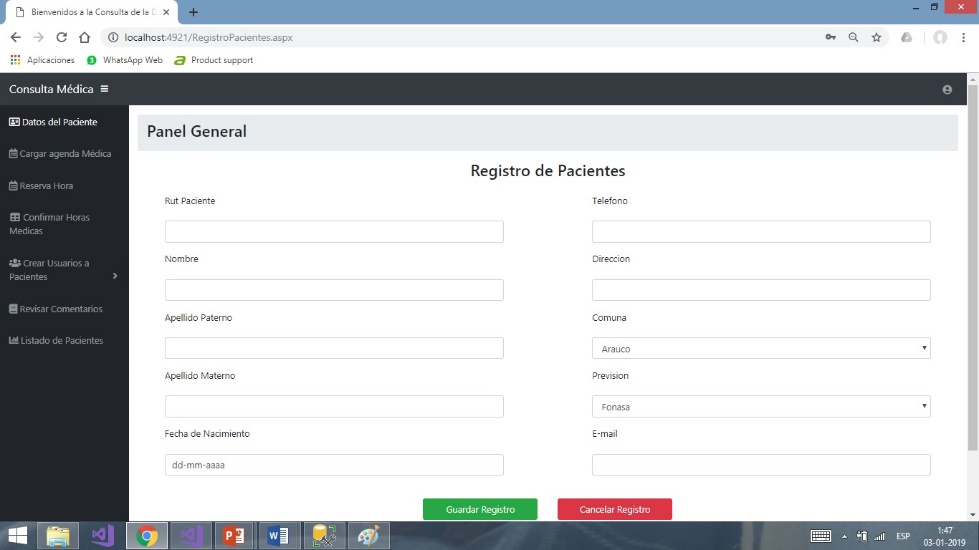 Bienvenidos a la Consulta de la D
localhost:4921/RegistroPacientes.aspx
Aplicaciones WhatsApp Web Product support
Consulta Médica
Datos del Paciente
Cargar agenda Médica
Reserva Hora
Confirmar Horas
Medicas
Crear Usuarios a
Pacientes
Revisar Comentarios
Listado de Pacientes
Panel General
Registro de Pacientes
Rut Paciente
Telefono
Nombre
Direccion
Apellido Paterno
Comuna
Arauco
Apellido Materno
Prevision
Fonasa
Fecha de Nacimiento
E-mail
dd-mm-aaaa
Guardar Registro
Cancelar Registro
ESP
1:47
03-01-2019